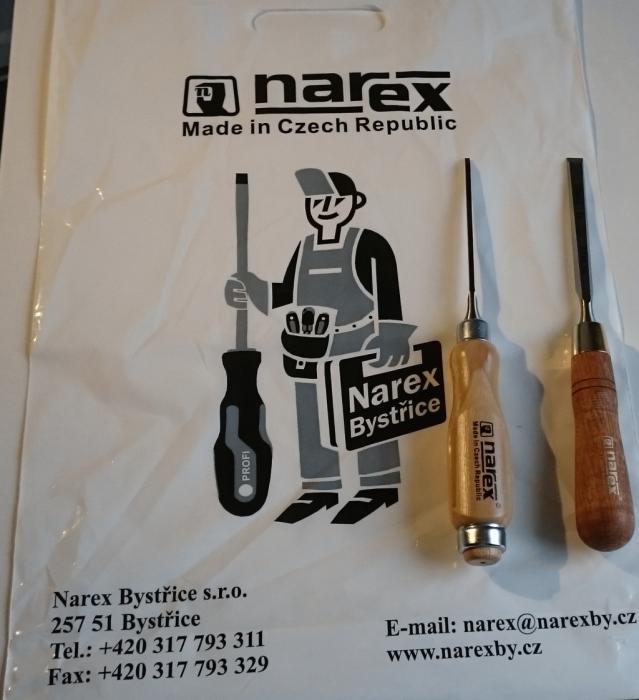 narex
Made in Czech Republic
PROFI
Narex
Bystřice
narex
Made in Czech Republic
narex
Narex Bystřice s.r.o.
257 51 Bystřice
Tel.: +420 317 793 311
Fax: +420 317 793 329
E-mail: narex@narexby.cz
www.narexby.cz